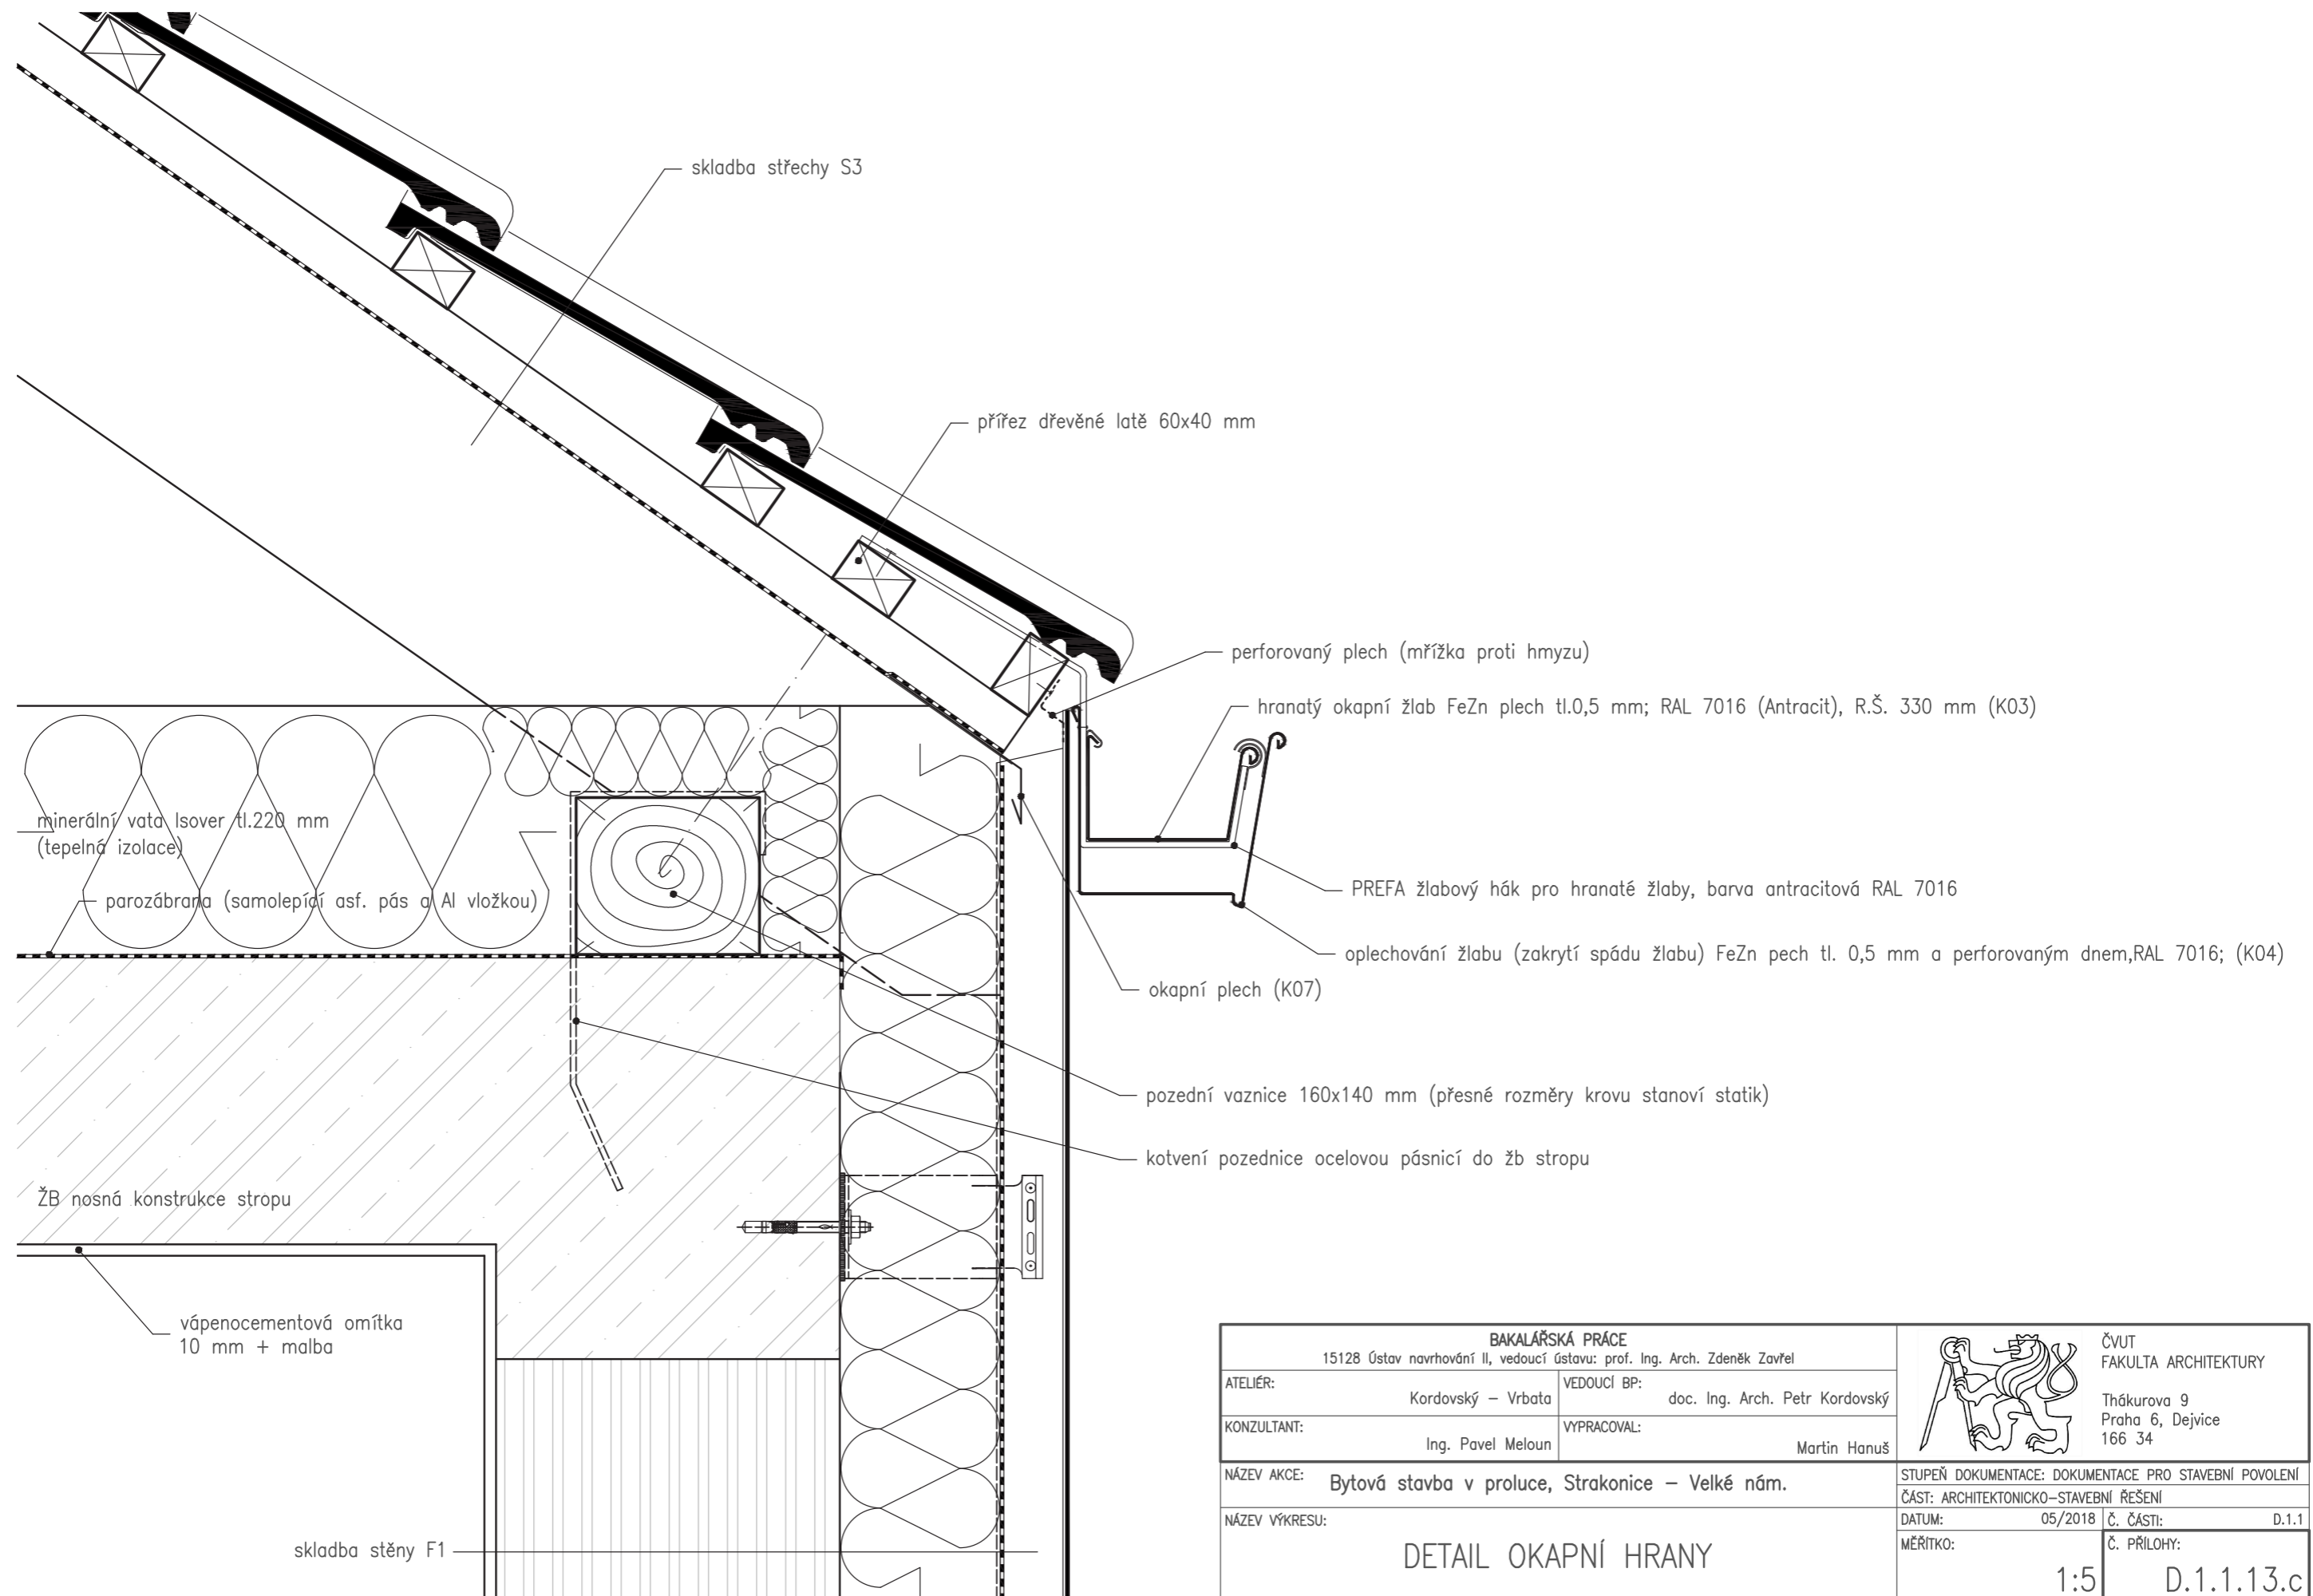 skladba střechy S3
přířez dřevěné latě 60x40 mm
perforovaný plech (mřížka proti hmyzu)
hranatý okapní žlab FeZn plech tl.0,5 mm; RAL 7016 (Antracit), R.Š. 330 mm (K03)
minerální vata Isover tl.220 mm
(tepelná izolace)
parozábrana (samolepící asf. pás a Al vložkou)
PREFA žlabový hák pro hranaté žlaby, barva antracitová RAL 7016
oplechování žlabu (zakrytí spádu žlabu) FeZn pech tl. 0,5 mm a perforovaným dnem,RAL 7016; (K04)
okapní plech (K07)
pozední vaznice 160x140 mm (přesné rozměry krovu stanoví statik)
kotvení pozednice ocelovou pásnicí do žb stropu
ŽB nosná konstrukce stropu
vápenocementová omítka
10 mm + malba
skladba stěny F1
BAKALÁŘSKÁ PRÁCE
15128 Ústav navrhování II, vedoucí ústavu: prof. Ing. Arch. Zdeněk Zavřel
ATELIÉR:
Kordovský – Vrbata
VEDOUCÍ BP:
doc. Ing. Arch. Petr Kordovský
KONZULTANT:
Ing. Pavel Meloun
VYPRACOVAL:
Martin Hanuš
ČVUT
FAKULTA ARCHITEKTURY
Thákurova 9
Praha 6, Dejvice
166 34
NÁZEV AKCE: Bytová stavba v proluce, Strakonice – Velké nám.
STUPEŇ DOKUMENTACE: DOKUMENTACE PRO STAVEBNÍ POVOLENÍ
ČÁST: ARCHITEKTONICKO–STAVEBNÍ ŘEŠENÍ
NÁZEV VÝKRESU:
DETAIL OKAPNÍ HRANY
DATUM: 05/2018
Č. ČÁSTI: D.1.1
MĚŘÍTKO:
1:5
Č. PŘÍLOHY:
D.1.1.13.c